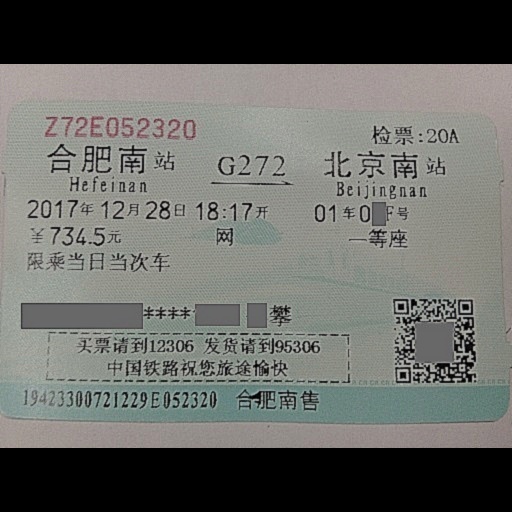 Z72E052320 检票:20A
合肥南站 G272 北京南站
Hefeinan Beijingnan
2017年12月28日18:17开 01车0F号
¥734.5元 网 一等座
限乘当日当次车
**** 攀
买票请到12306 发货请到95306
中国铁路祝您旅途愉快
19423300721229E052320 合肥南售